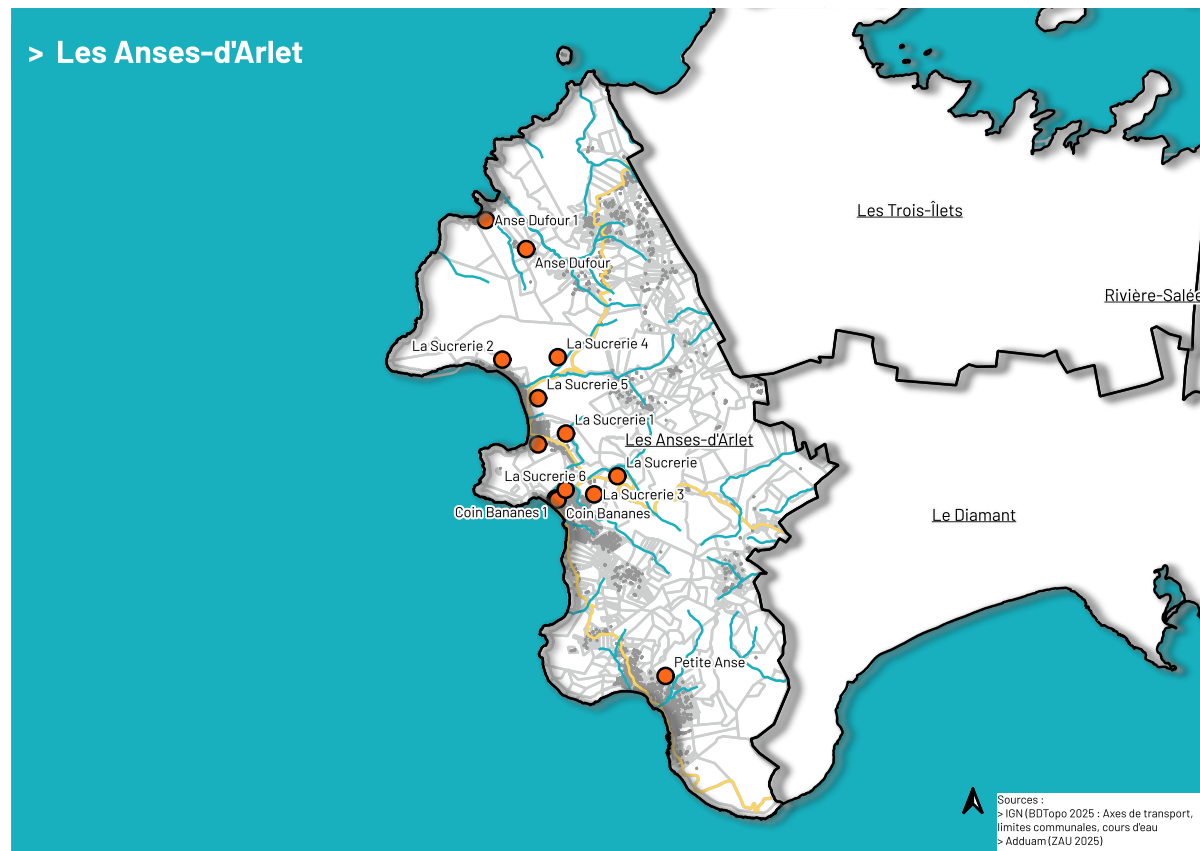 > Les Anses-d'Arlet
Les Trois-Îlets
Anse Dufour 1
Anse Dufour
Rivière-Salée
La Sucrerie 4
La Sucrerie 2
La Sucrerie 5
La Sucrerie 1
Les Anses-d'Arlet
La Sucrerie
La Sucrerie 6
La Sucrerie 3
Coin Bananes 1
Coin Bananes
Le Diamant
Petite Anse
Sources :
> IGN (BDTopo 2025 : Axes de transport,
limites communales, cours d'eau
> Adduam (ZAU 2025)